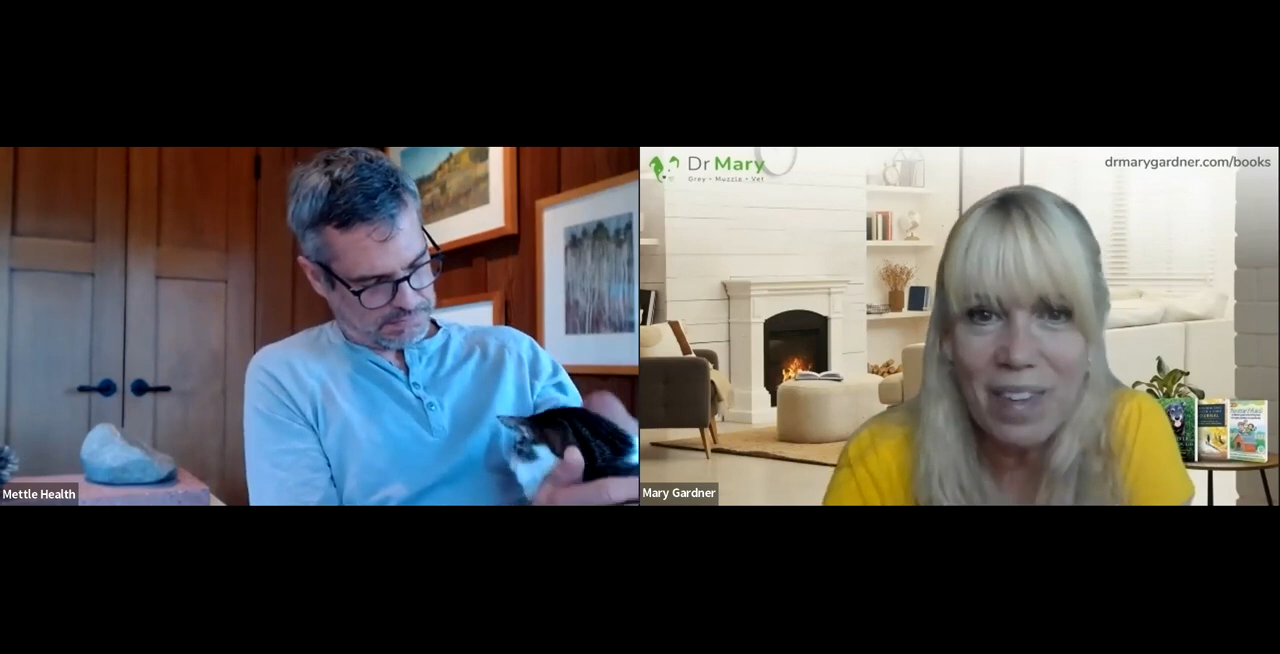 Dr Mary
Grey • Muzzle • Vet
drmarygardner.com/books
Mettle Health
Mary Gardner